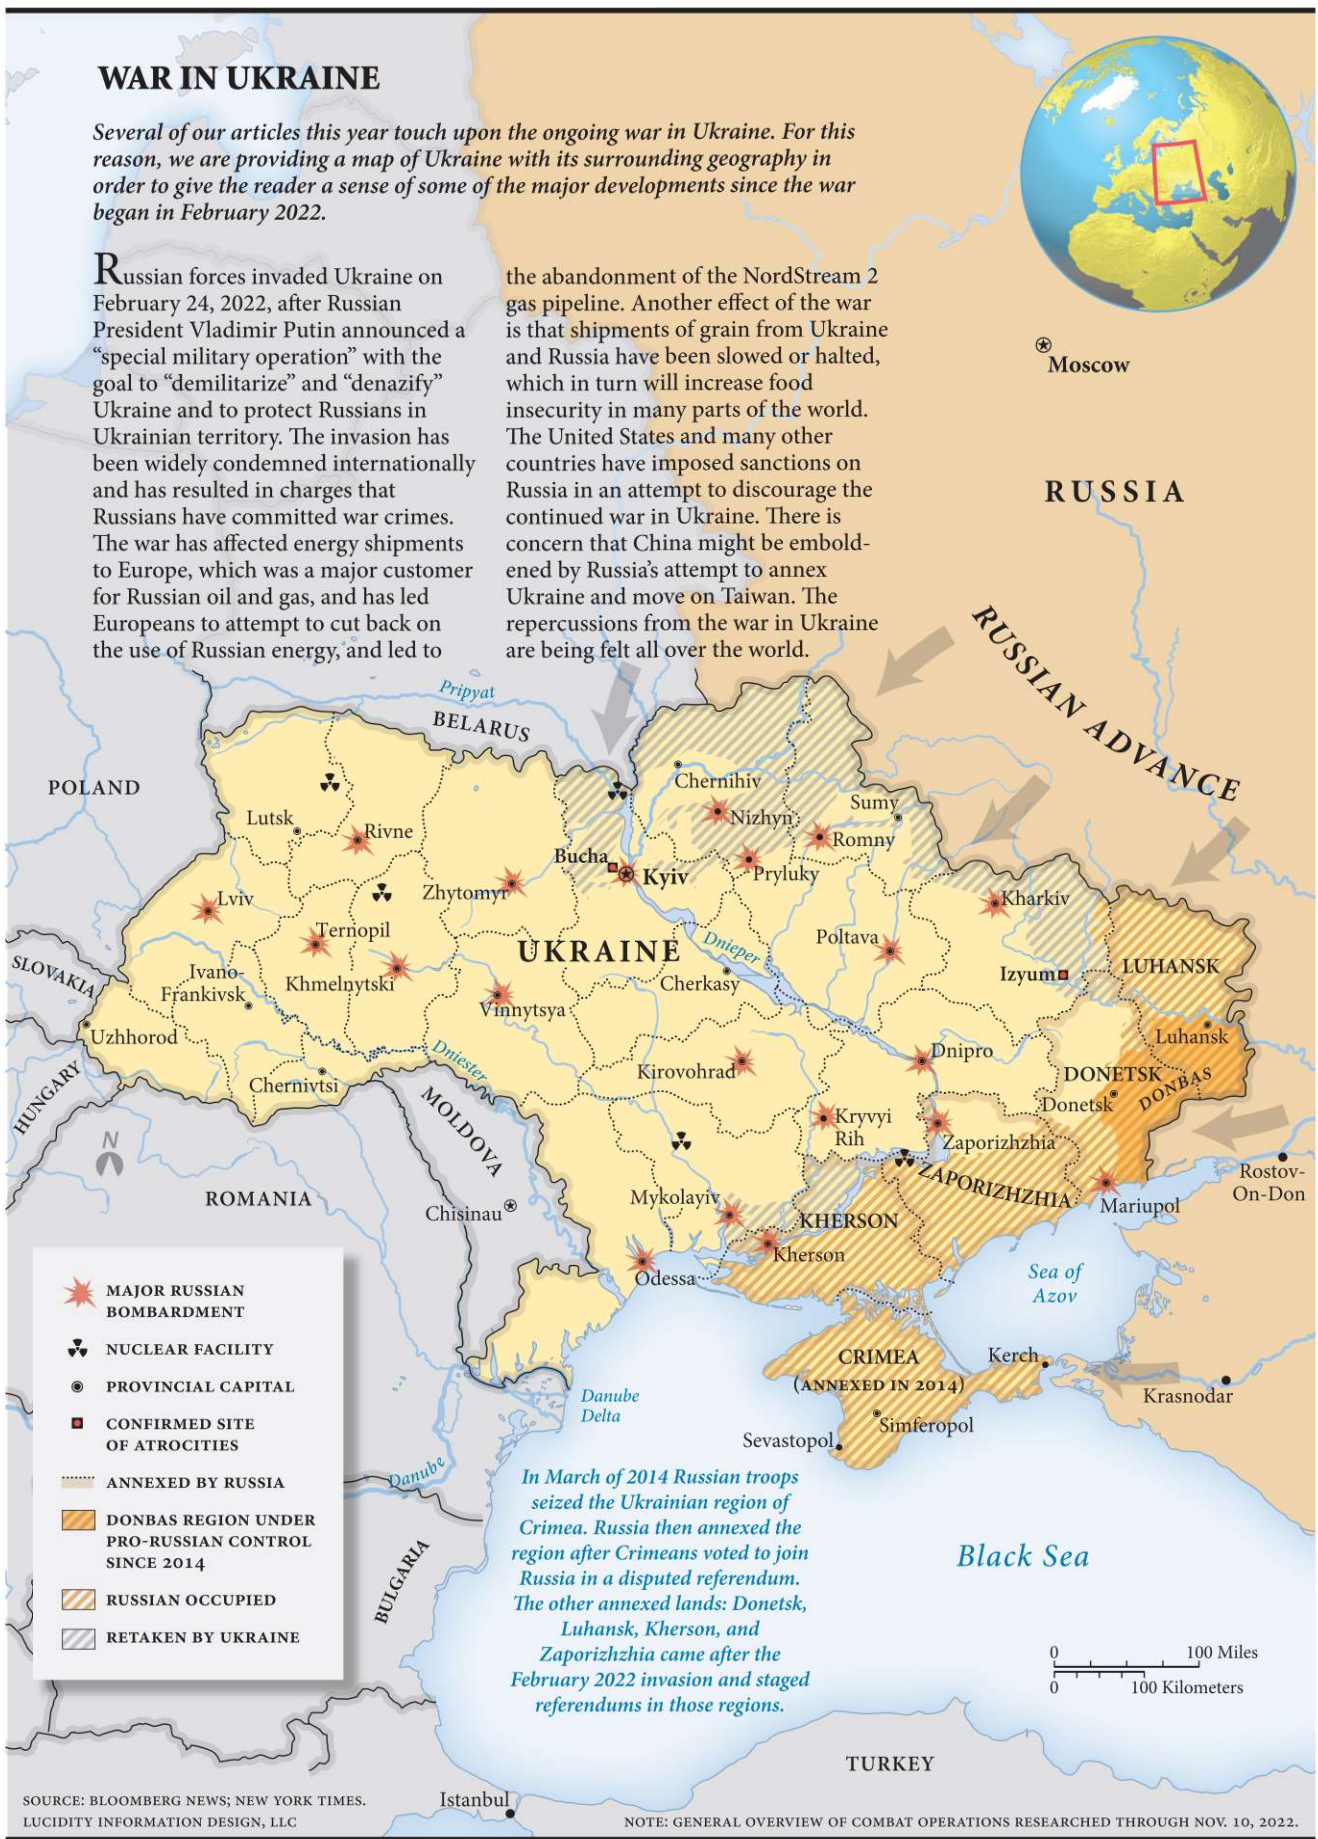 WAR IN UKRAINE
Several of our articles this year touch upon the ongoing war in Ukraine. For this
reason, we are providing a map of Ukraine with its surrounding geography in
order to give the reader a sense of some of the major developments since the war
began in February 2022.
Russian forces invaded Ukraine on
February 24, 2022, after Russian
President Vladimir Putin announced a
“special military operation” with the
goal to “demilitarize” and “denazify”
Ukraine and to protect Russians in
Ukrainian territory. The invasion has
been widely condemned internationally
and has resulted in charges that
Russians have committed war crimes.
The war has affected energy shipments
to Europe, which was a major customer
for Russian oil and gas, and has led
Europeans to attempt to cut back on
the use of Russian energy, and led to
the abandonment of the NordStream 2
gas pipeline. Another effect of the war
is that shipments of grain from Ukraine
and Russia have been slowed or halted,
which in turn will increase food
insecurity in many parts of the world.
The United States and many other
countries have imposed sanctions on
Russia in an attempt to discourage the
continued war in Ukraine. There is
concern that China might be embold-
ened by Russia’s attempt to annex
Ukraine and move on Taiwan. The
repercussions from the war in Ukraine
are being felt all over the world.
Moscow
RUSSIA
RUSSIAN ADVANCE
Pripyat
BELARUS
POLAND
Chernihiv
Nizhyn
Sumy
Romny
Lutsk
Rivne
Bucha
Kyiv
Pryluky
Zhytomyr
Kharkiv
Lviv
Ternopil
UKRAINE
Dnieper
Poltava
LUHANSK
SLOVAKIA
Ivano-
Frankivsk
Khmelnytski
Cherkasy
Izyum
Vinnytsya
Uzhhorod
Luhansk
Dniester
Dnipro
Kirovohrad
DONETSK
DONBAS
Donetsk
Chernivtsi
HUNGARY
MOLDOVA
Kryvyi
Rih
Zaporizhzhia
N
ROMANIA
Chisinau
Mykolayiv
ZAPORIZHZHIA
Rostov-
On-Don
Mariupol
KHERSON
Kherson
Odessa
Sea of
Azov
CRIMEA
(ANNEXED IN 2014)
Kerch
Krasnodar
Simferopol
Sevastopol
Danube
Delta
Danube
BULGARIA
MAJOR RUSSIAN
BOMBARDMENT
NUCLEAR FACILITY
PROVINCIAL CAPITAL
CONFIRMED SITE
OF ATROCITIES
ANNEXED BY RUSSIA
DONBAS REGION UNDER
PRO-RUSSIAN CONTROL
SINCE 2014
RUSSIAN OCCUPIED
RETAKEN BY UKRAINE
In March of 2014 Russian troops
seized the Ukrainian region of
Crimea. Russia then annexed the
region after Crimeans voted to join
Russia in a disputed referendum.
The other annexed lands: Donetsk,
Luhansk, Kherson, and
Zaporizhzhia came after the
February 2022 invasion and staged
referendums in those regions.
Black Sea
0 100 Miles
0 100 Kilometers
TURKEY
Istanbul
SOURCE: BLOOMBERG NEWS; NEW YORK TIMES.
LUCIDITY INFORMATION DESIGN, LLC
NOTE: GENERAL OVERVIEW OF COMBAT OPERATIONS RESEARCHED THROUGH NOV. 10, 2022.